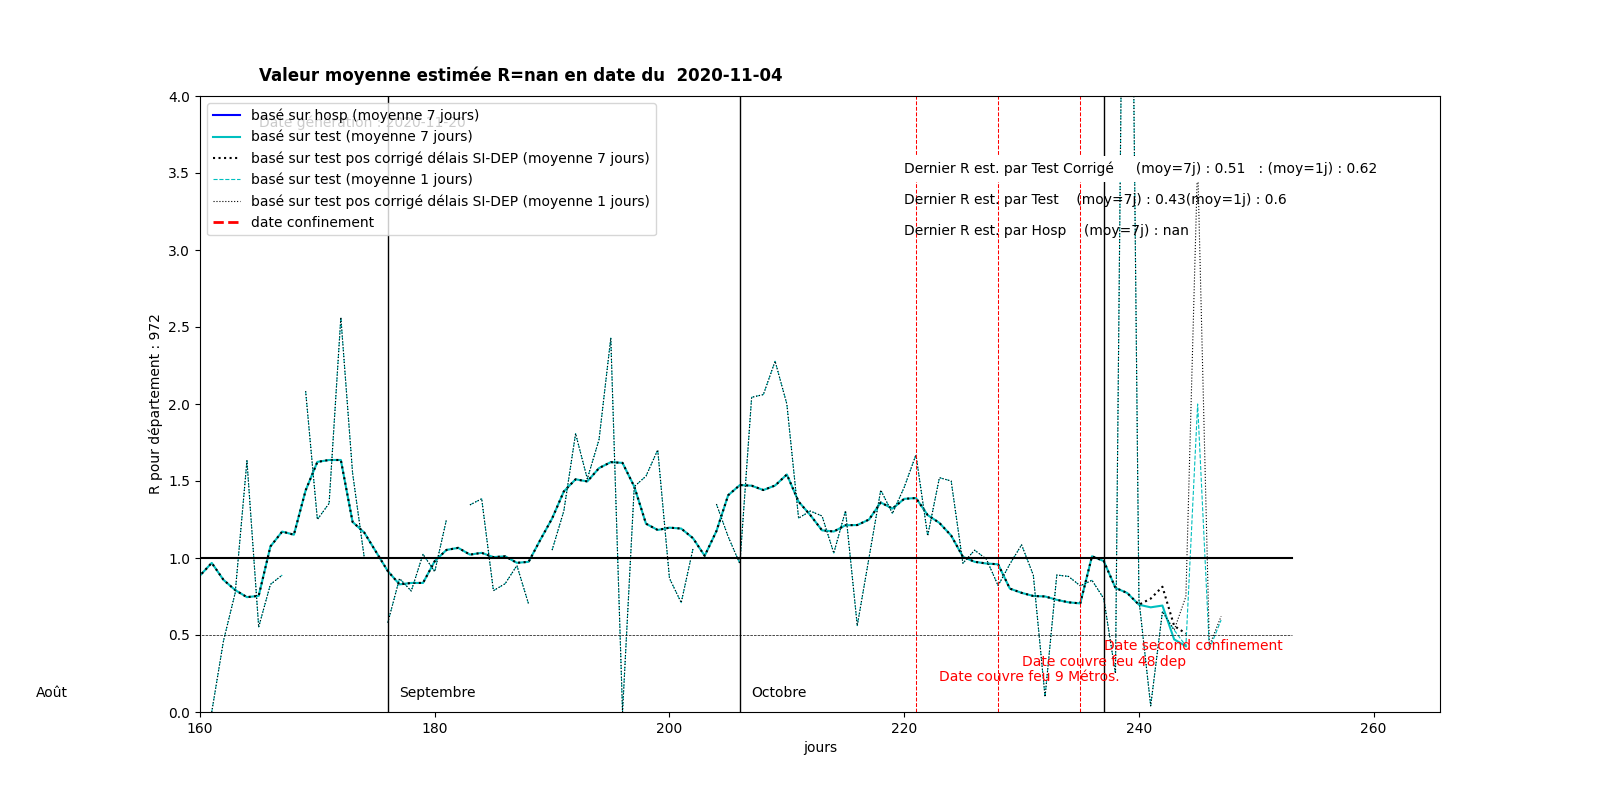 Valeur moyenne estimée R=nan en date du  2020-11-04
Date génération : 2020-11-20
basé sur hosp (moyenne 7 jours)
basé sur test (moyenne 7 jours)
basé sur test pos corrigé délais SI-DEP (moyenne 7 jours)
basé sur test (moyenne 1 jours)
basé sur test pos corrigé délais SI-DEP (moyenne 1 jours)
date confinement
Dernier R est. par Test Corrigé     (moy=7j) : 0.51   : (moy=1j) : 0.62
Dernier R est. par Test    (moy=7j) : 0.43(moy=1j) : 0.6
Dernier R est. par Hosp    (moy=7j) : nan
4.0
3.5
3.0
2.5
2.0
1.5
1.0
0.5
0.0
R pour département : 972
Date second confinement
Date couvre feu 48 dep
Date couvre feu 9 Métros.
Août
Septembre
Octobre
160
180
200
220
240
260
jours